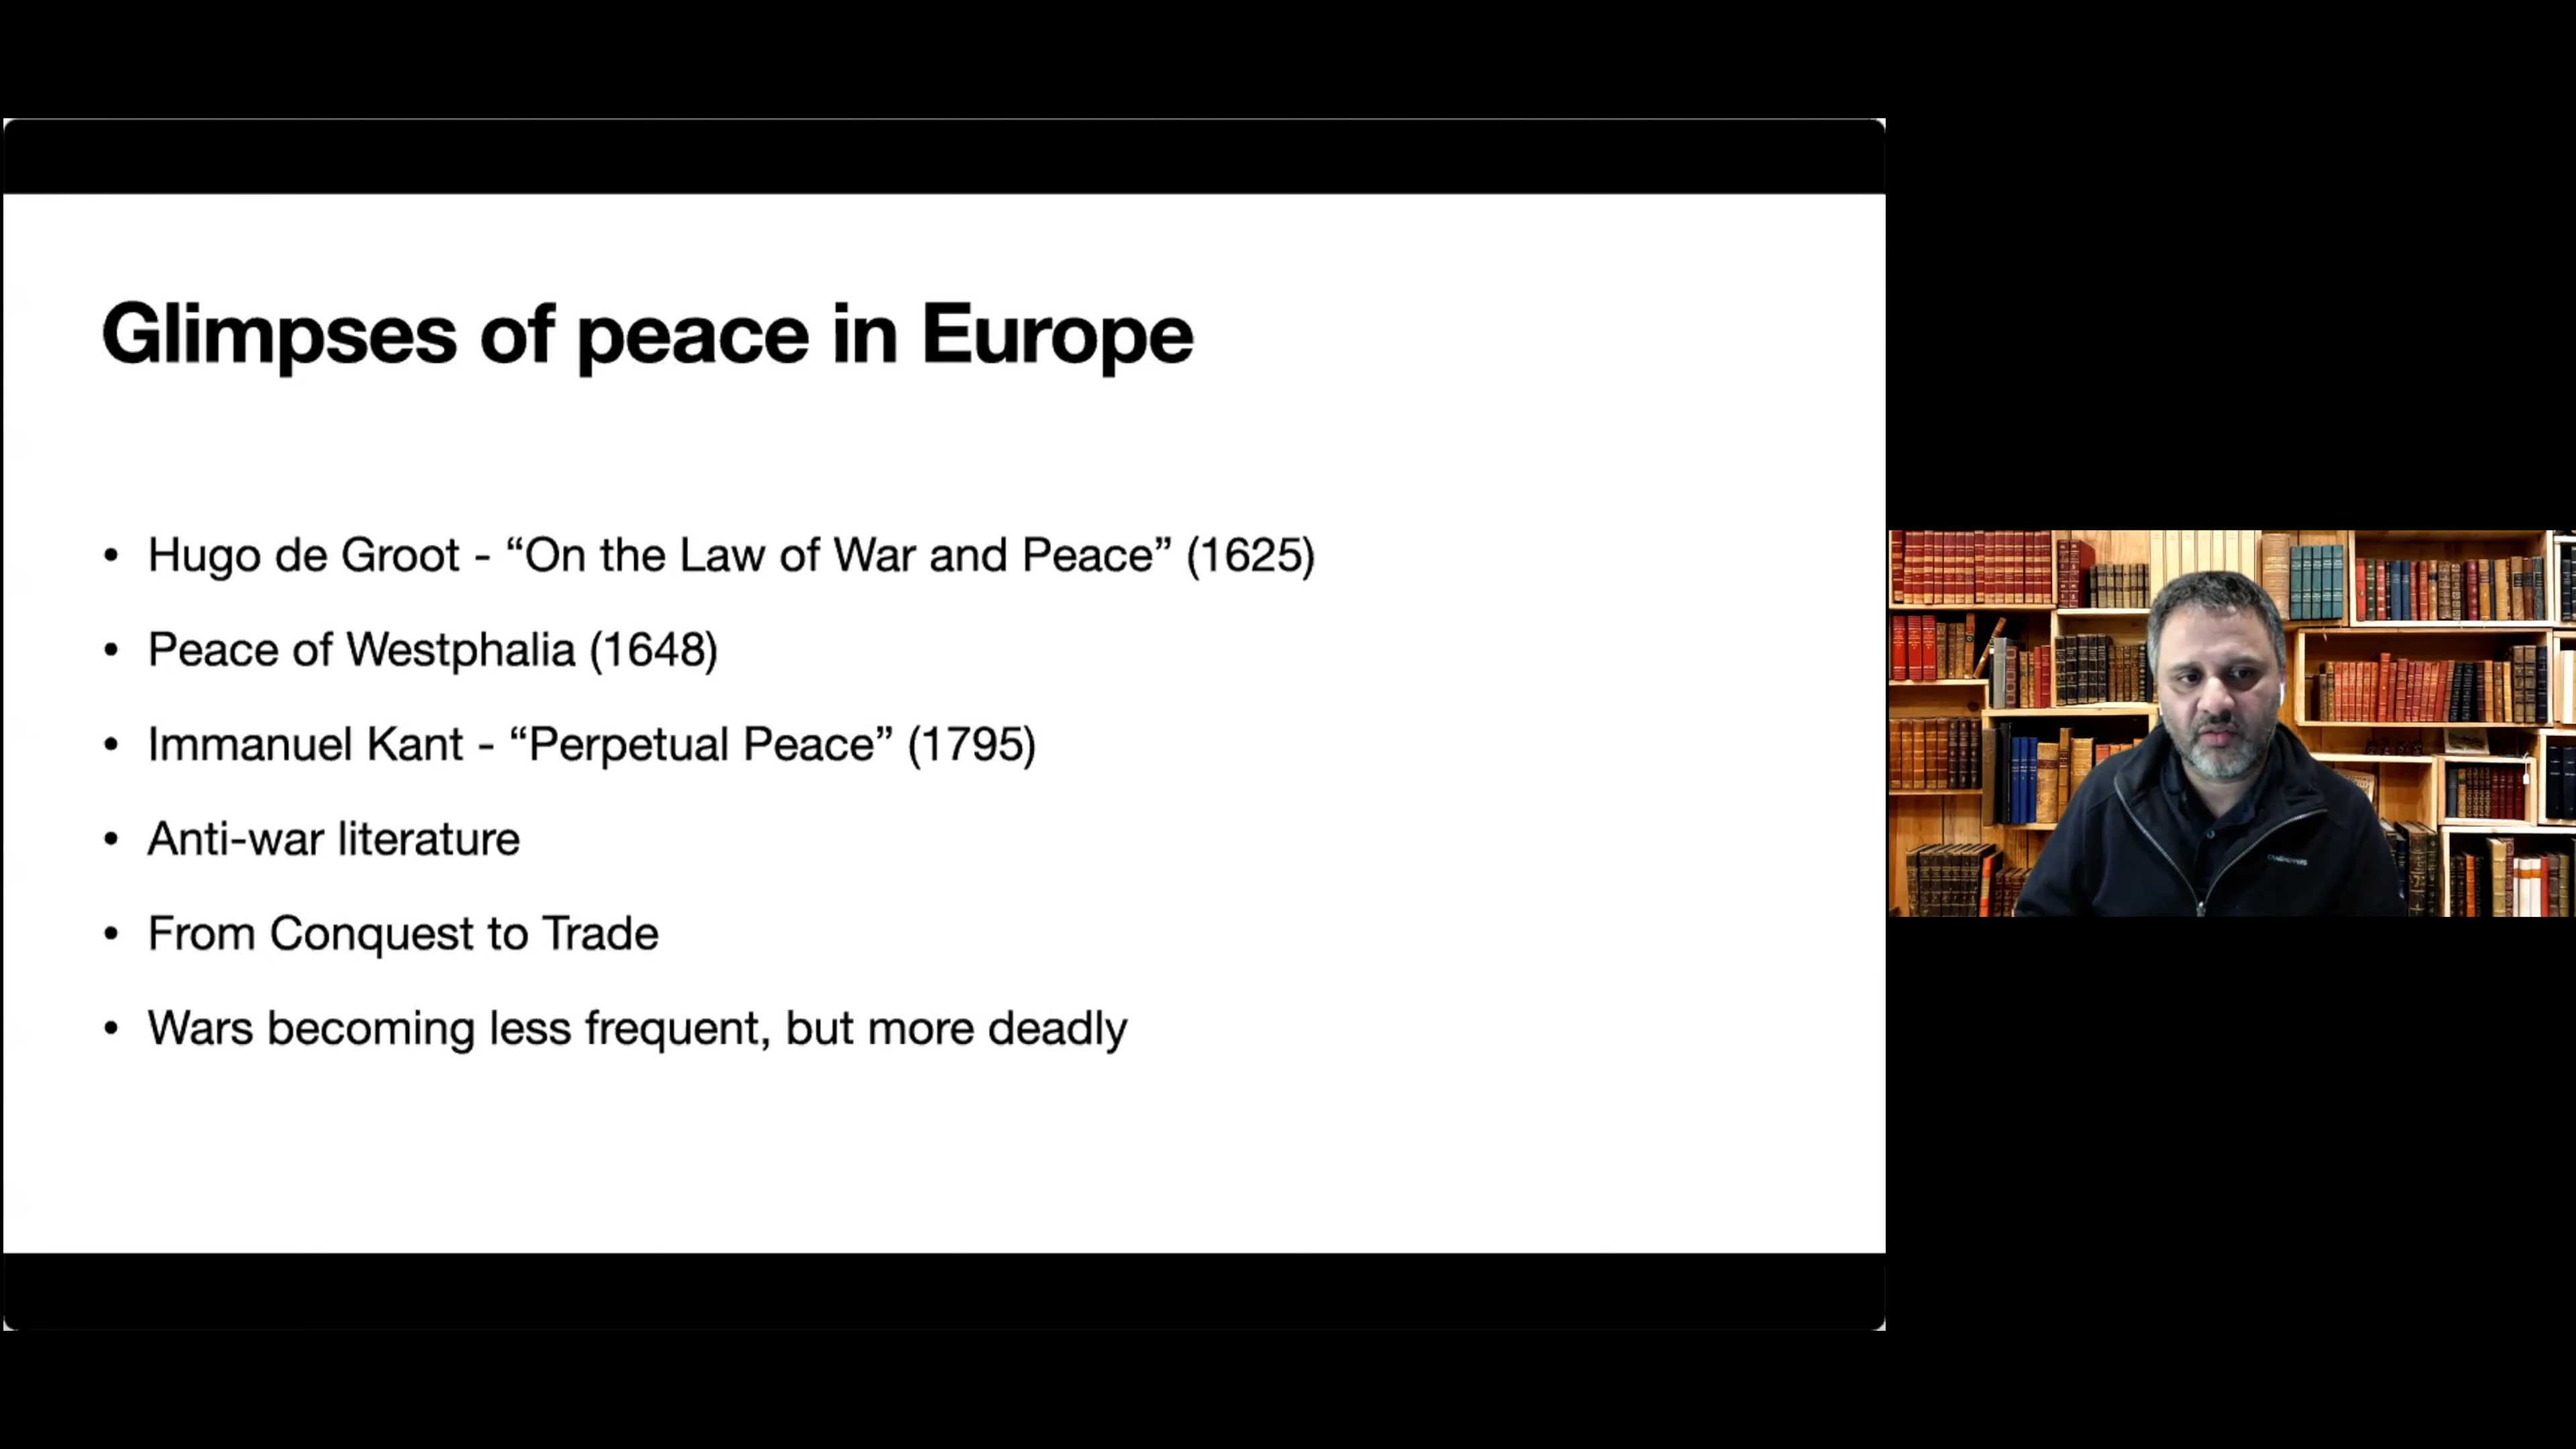 Glimpses of peace in Europe
• Hugo de Groot - “On the Law of War and Peace” (1625)
• Peace of Westphalia (1648)
• Immanuel Kant - “Perpetual Peace” (1795)
• Anti-war literature
• From Conquest to Trade
• Wars becoming less frequent, but more deadly